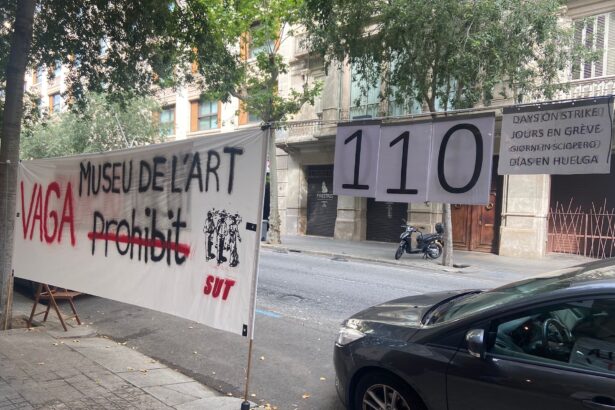 MUSEU DE L'ART
VAGA Prohibit
SUT
110
DAYS ON STRIKE
JOURS EN GRÈVE
GIORNI IN SCIOPERO
DÍAS EN HUELGA